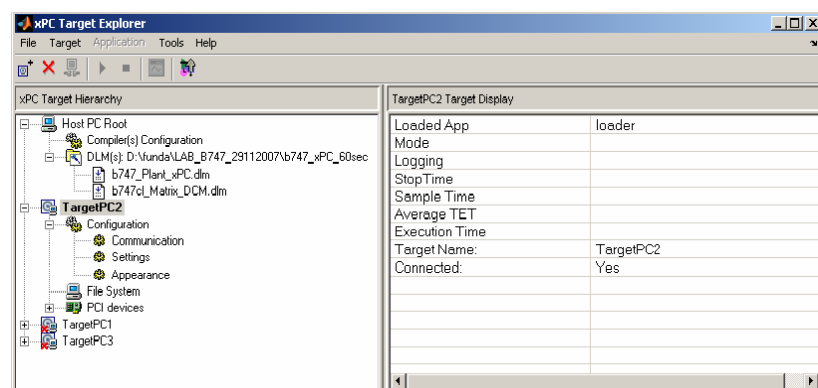 xPC Target Explorer
File Target Application Tools Help
xPC Target Hierarchy
Host PC Root
Compiler(s) Configuration
DLM(s): D:\funda\LAB_B747_29112007\b747_xPC_60sec
b747_Plant_xPC.dlm
b747cl_Matrix_DCM.dlm
TargetPC2
Configuration
Communication
Settings
Appearance
File System
PCI devices
TargetPC1
TargetPC3
TargetPC2 Target Display
Loaded App loader
Mode
Logging
StopTime
Sample Time
Average TET
Execution Time
Target Name: TargetPC2
Connected: Yes